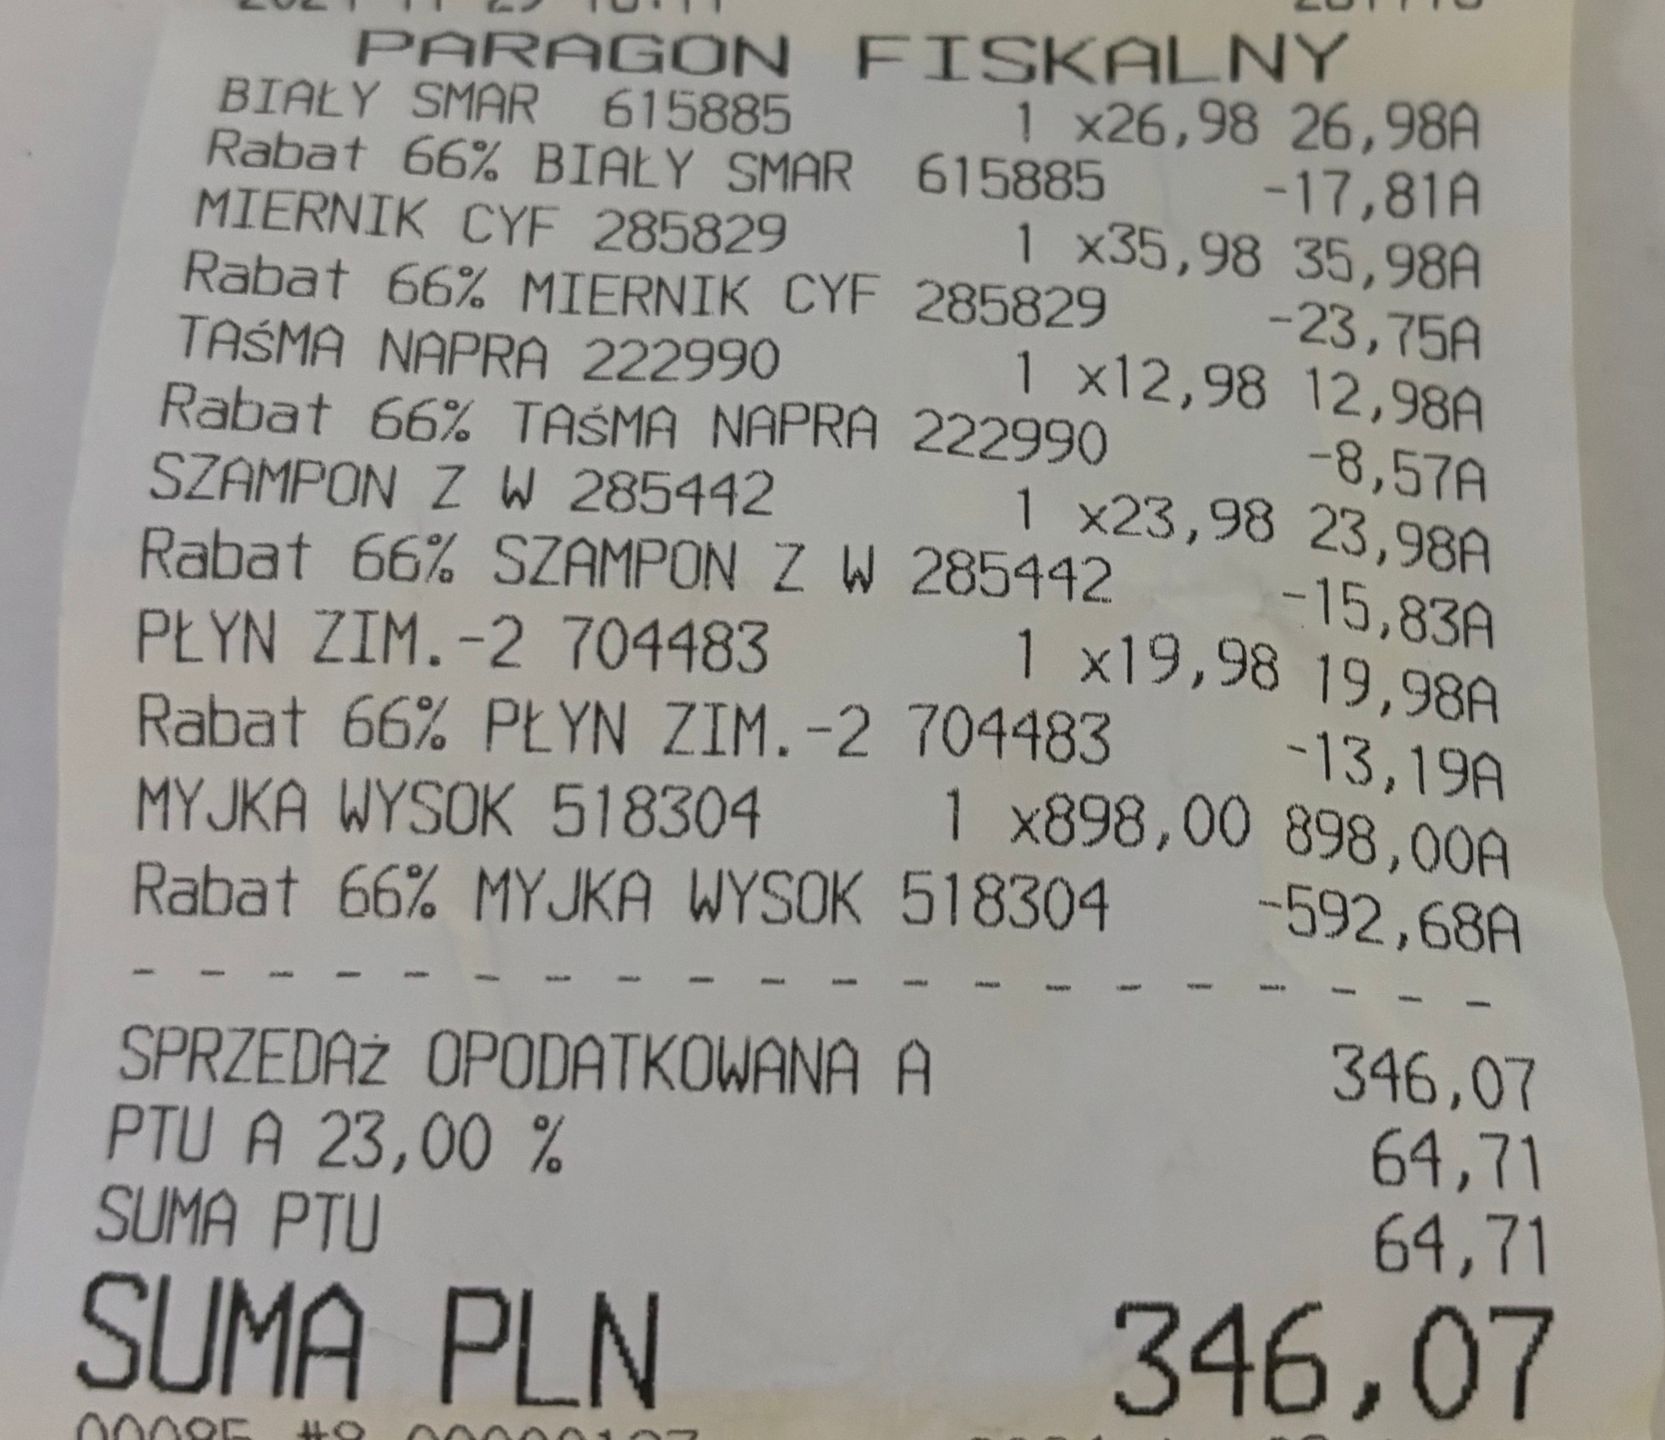 PARAGON FISKALNY
BIAŁY SMAR 615885 1 x26,98 26,98A
Rabat 66% BIAŁY SMAR 615885 -17,81A
MIERNIK CYF 285829 1 x35,98 35,98A
Rabat 66% MIERNIK CYF 285829 -23,75A
TAśMA NAPRA 222990 1 x12,98 12,98A
Rabat 66% TAśMA NAPRA 222990 -8,57A
SZAMPON Z W 285442 1 x23,98 23,98A
Rabat 66% SZAMPON Z W 285442 -15,83A
PŁYN ZIM.-2 704483 1 x19,98 19,98A
Rabat 66% PŁYN ZIM.-2 704483 -13,19A
MYJKA WYSOK 518304 1 x898,00 898,00A
Rabat 66% MYJKA WYSOK 518304 -592,68A
- - - - - - - - - - - - - - - - - - - -
SPRZEDAż OPODATKOWANA A 346,07
PTU A 23,00 % 64,71
SUMA PTU 64,71
SUMA PLN 346,07